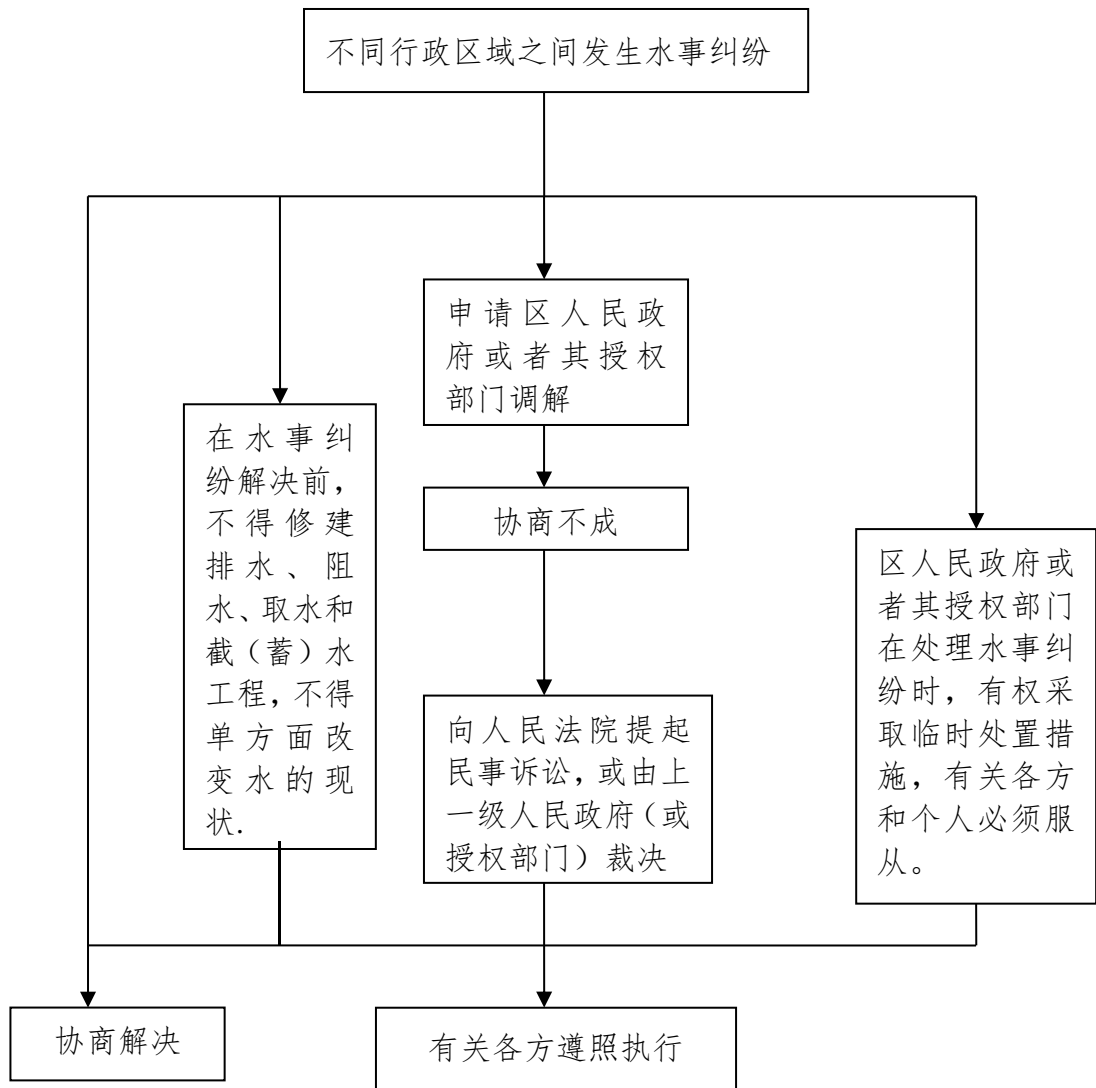 不同行政区域之间发生水事纠纷
申请区人民政
府或者其授权
部门调解
在水事纠
纷解决前，
不得修建
排水、阻
水、取水和
截（蓄）水
工程，不得
单方面改
变水的现
状.
协商不成
向人民法院提起
民事诉讼，或由上
一级人民政府（或
授权部门）裁决
区人民政府或
者其授权部门
在处理水事纠
纷时，有权采
取临时处置措
施，有关各方
和个人必须服
从。
协商解决
有关各方遵照执行